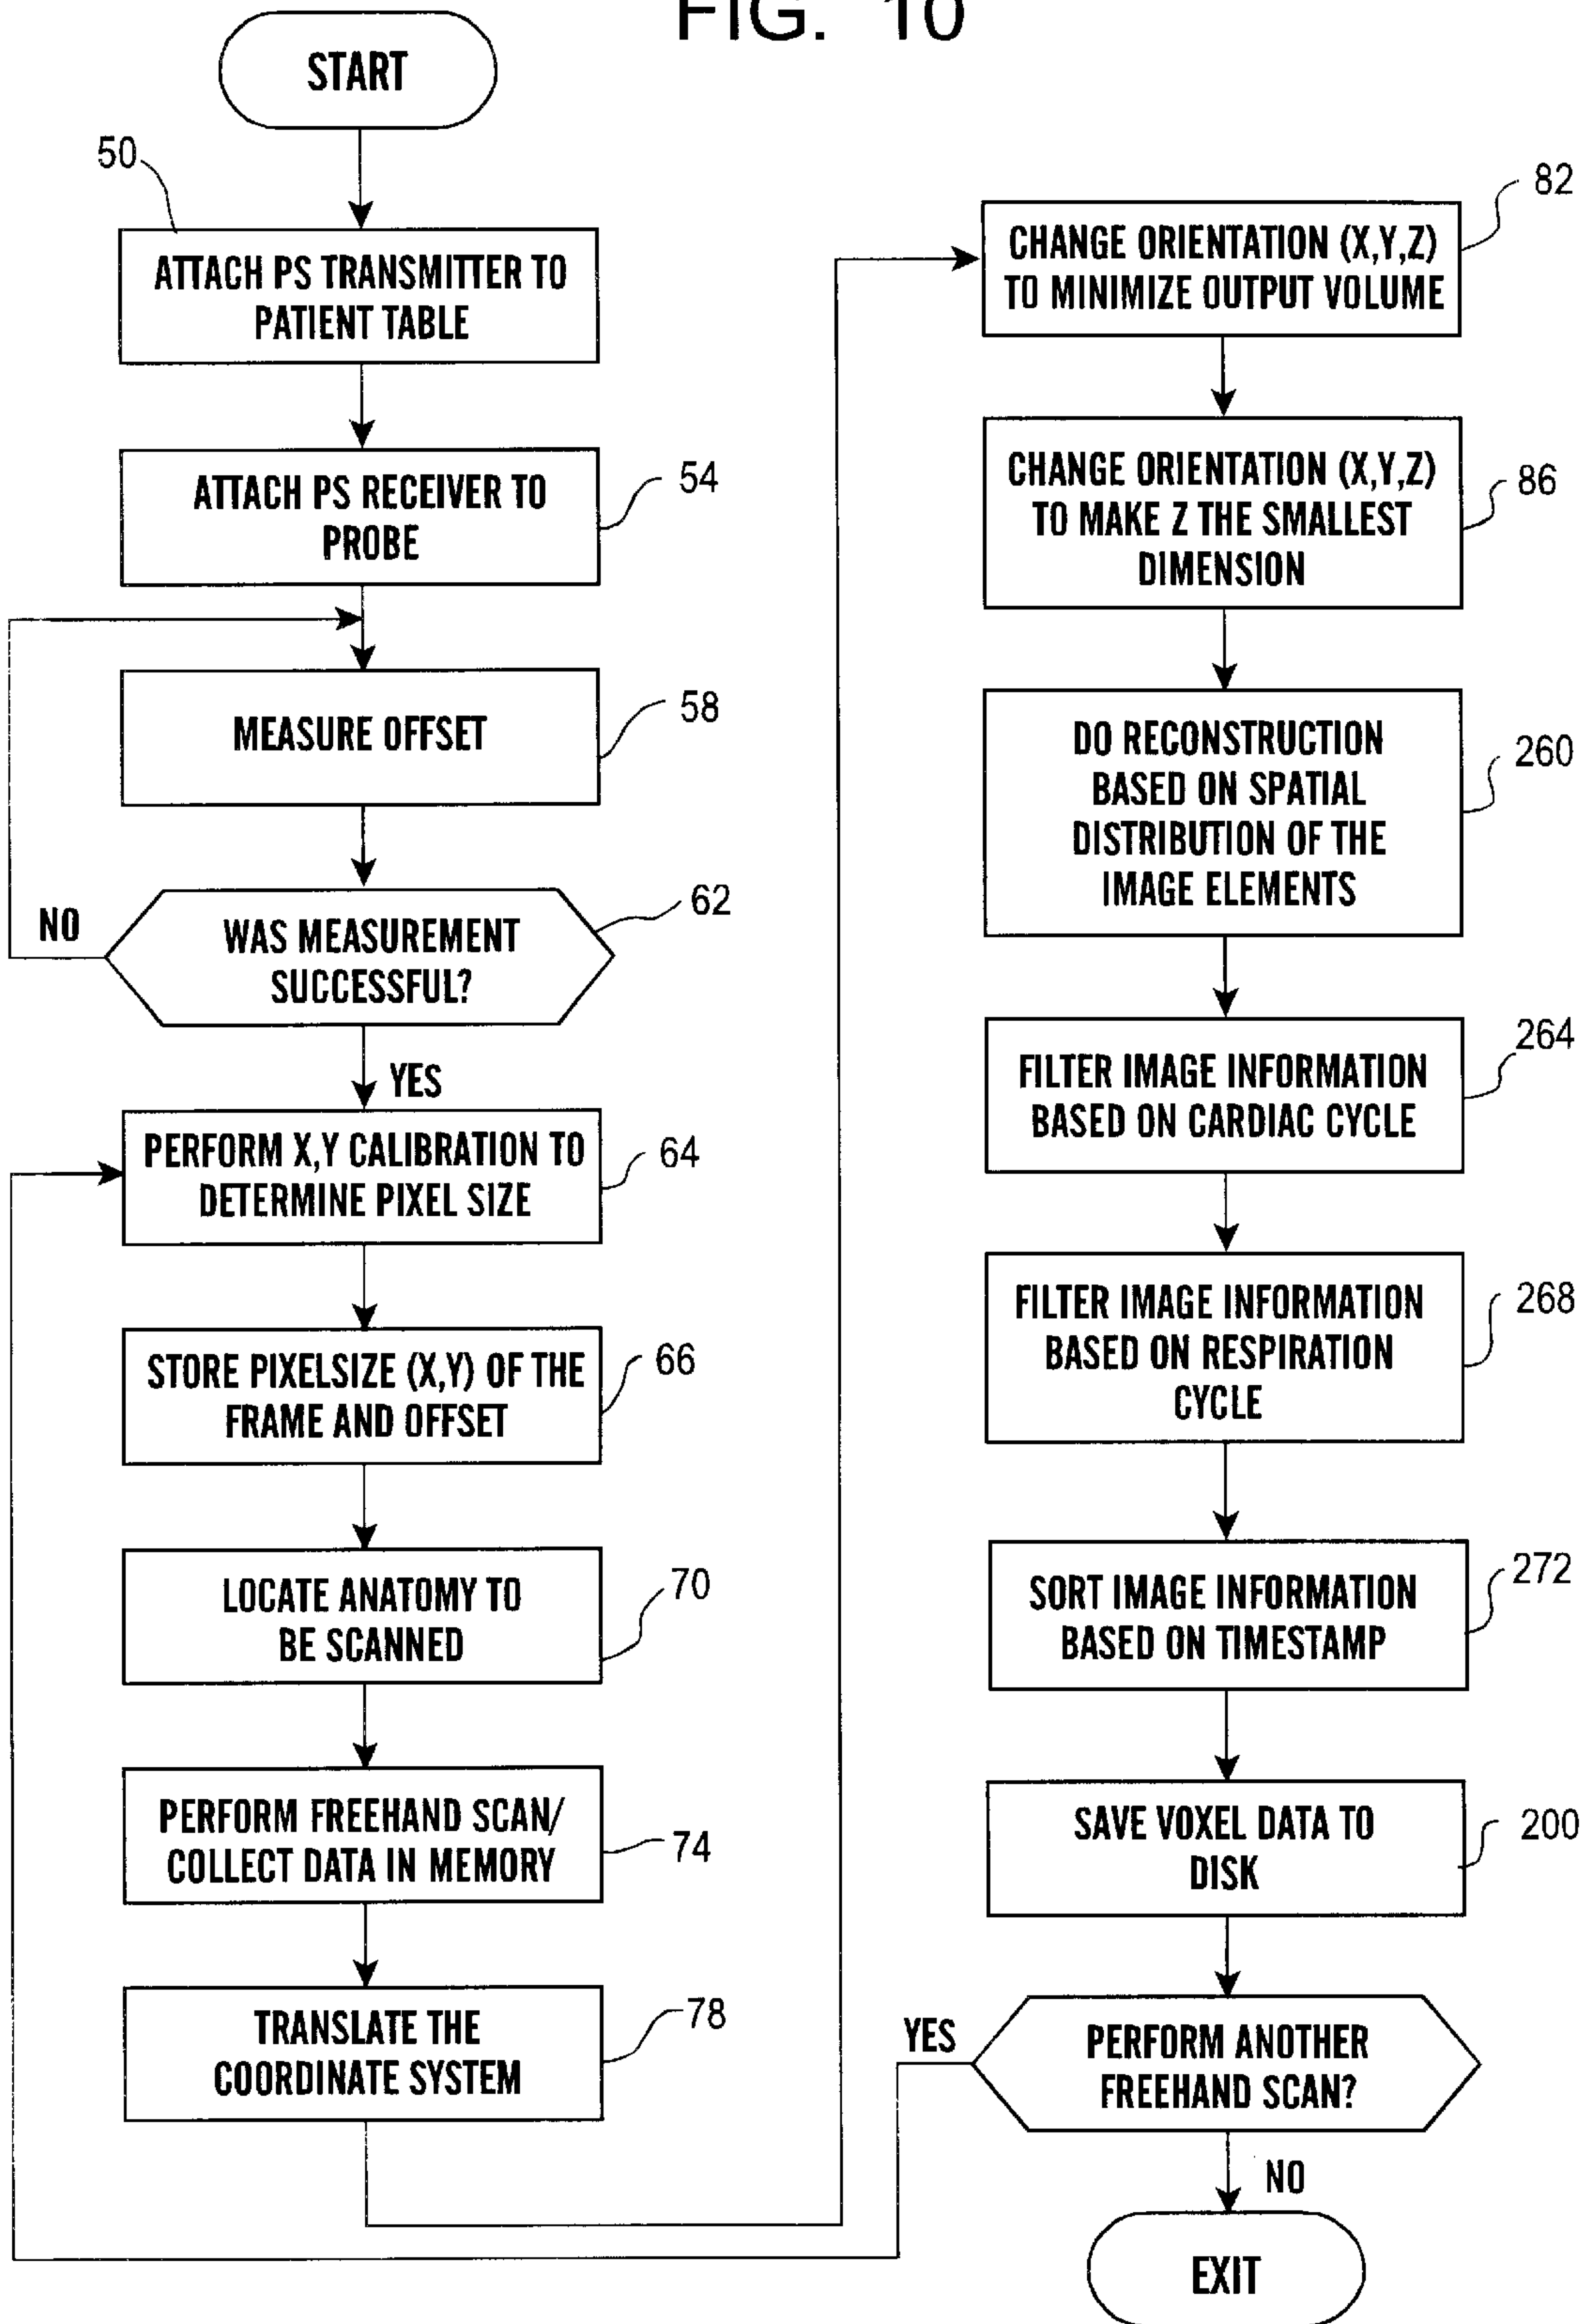 FIG. 10
START
50
ATTACH PS TRANSMITTER TO
PATIENT TABLE
ATTACH PS RECEIVER TO
PROBE
54
MEASURE OFFSET
58
WAS MEASUREMENT
SUCCESSFUL?
62
NO
YES
PERFORM X,Y CALIBRATION TO
DETERMINE PIXEL SIZE
64
STORE PIXELSIZE (X,Y) OF THE
FRAME AND OFFSET
66
LOCATE ANATOMY TO
BE SCANNED
70
PERFORM FREEHAND SCAN/
COLLECT DATA IN MEMORY
74
TRANSLATE THE
COORDINATE SYSTEM
78
CHANGE ORIENTATION (X,Y,Z)
TO MINIMIZE OUTPUT VOLUME
82
CHANGE ORIENTATION (X,Y,Z)
TO MAKE Z THE SMALLEST
DIMENSION
86
DO RECONSTRUCTION
BASED ON SPATIAL
DISTRIBUTION OF THE
IMAGE ELEMENTS
260
FILTER IMAGE INFORMATION
BASED ON CARDIAC CYCLE
264
FILTER IMAGE INFORMATION
BASED ON RESPIRATION
CYCLE
268
SORT IMAGE INFORMATION
BASED ON TIMESTAMP
272
SAVE VOXEL DATA TO
DISK
200
PERFORM ANOTHER
FREEHAND SCAN?
YES
NO
EXIT